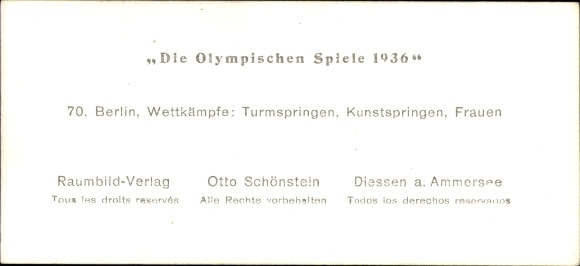 „Die Olympischen Spiele 1936“
70. Berlin, Wettkämpfe: Turmspringen, Kunstspringen, Frauen
Raumbild-Verlag Otto Schönstein Diessen a. Ammersee
Tous les droits reservés Alle Rechte vorbehalten Todos los derechos reservados